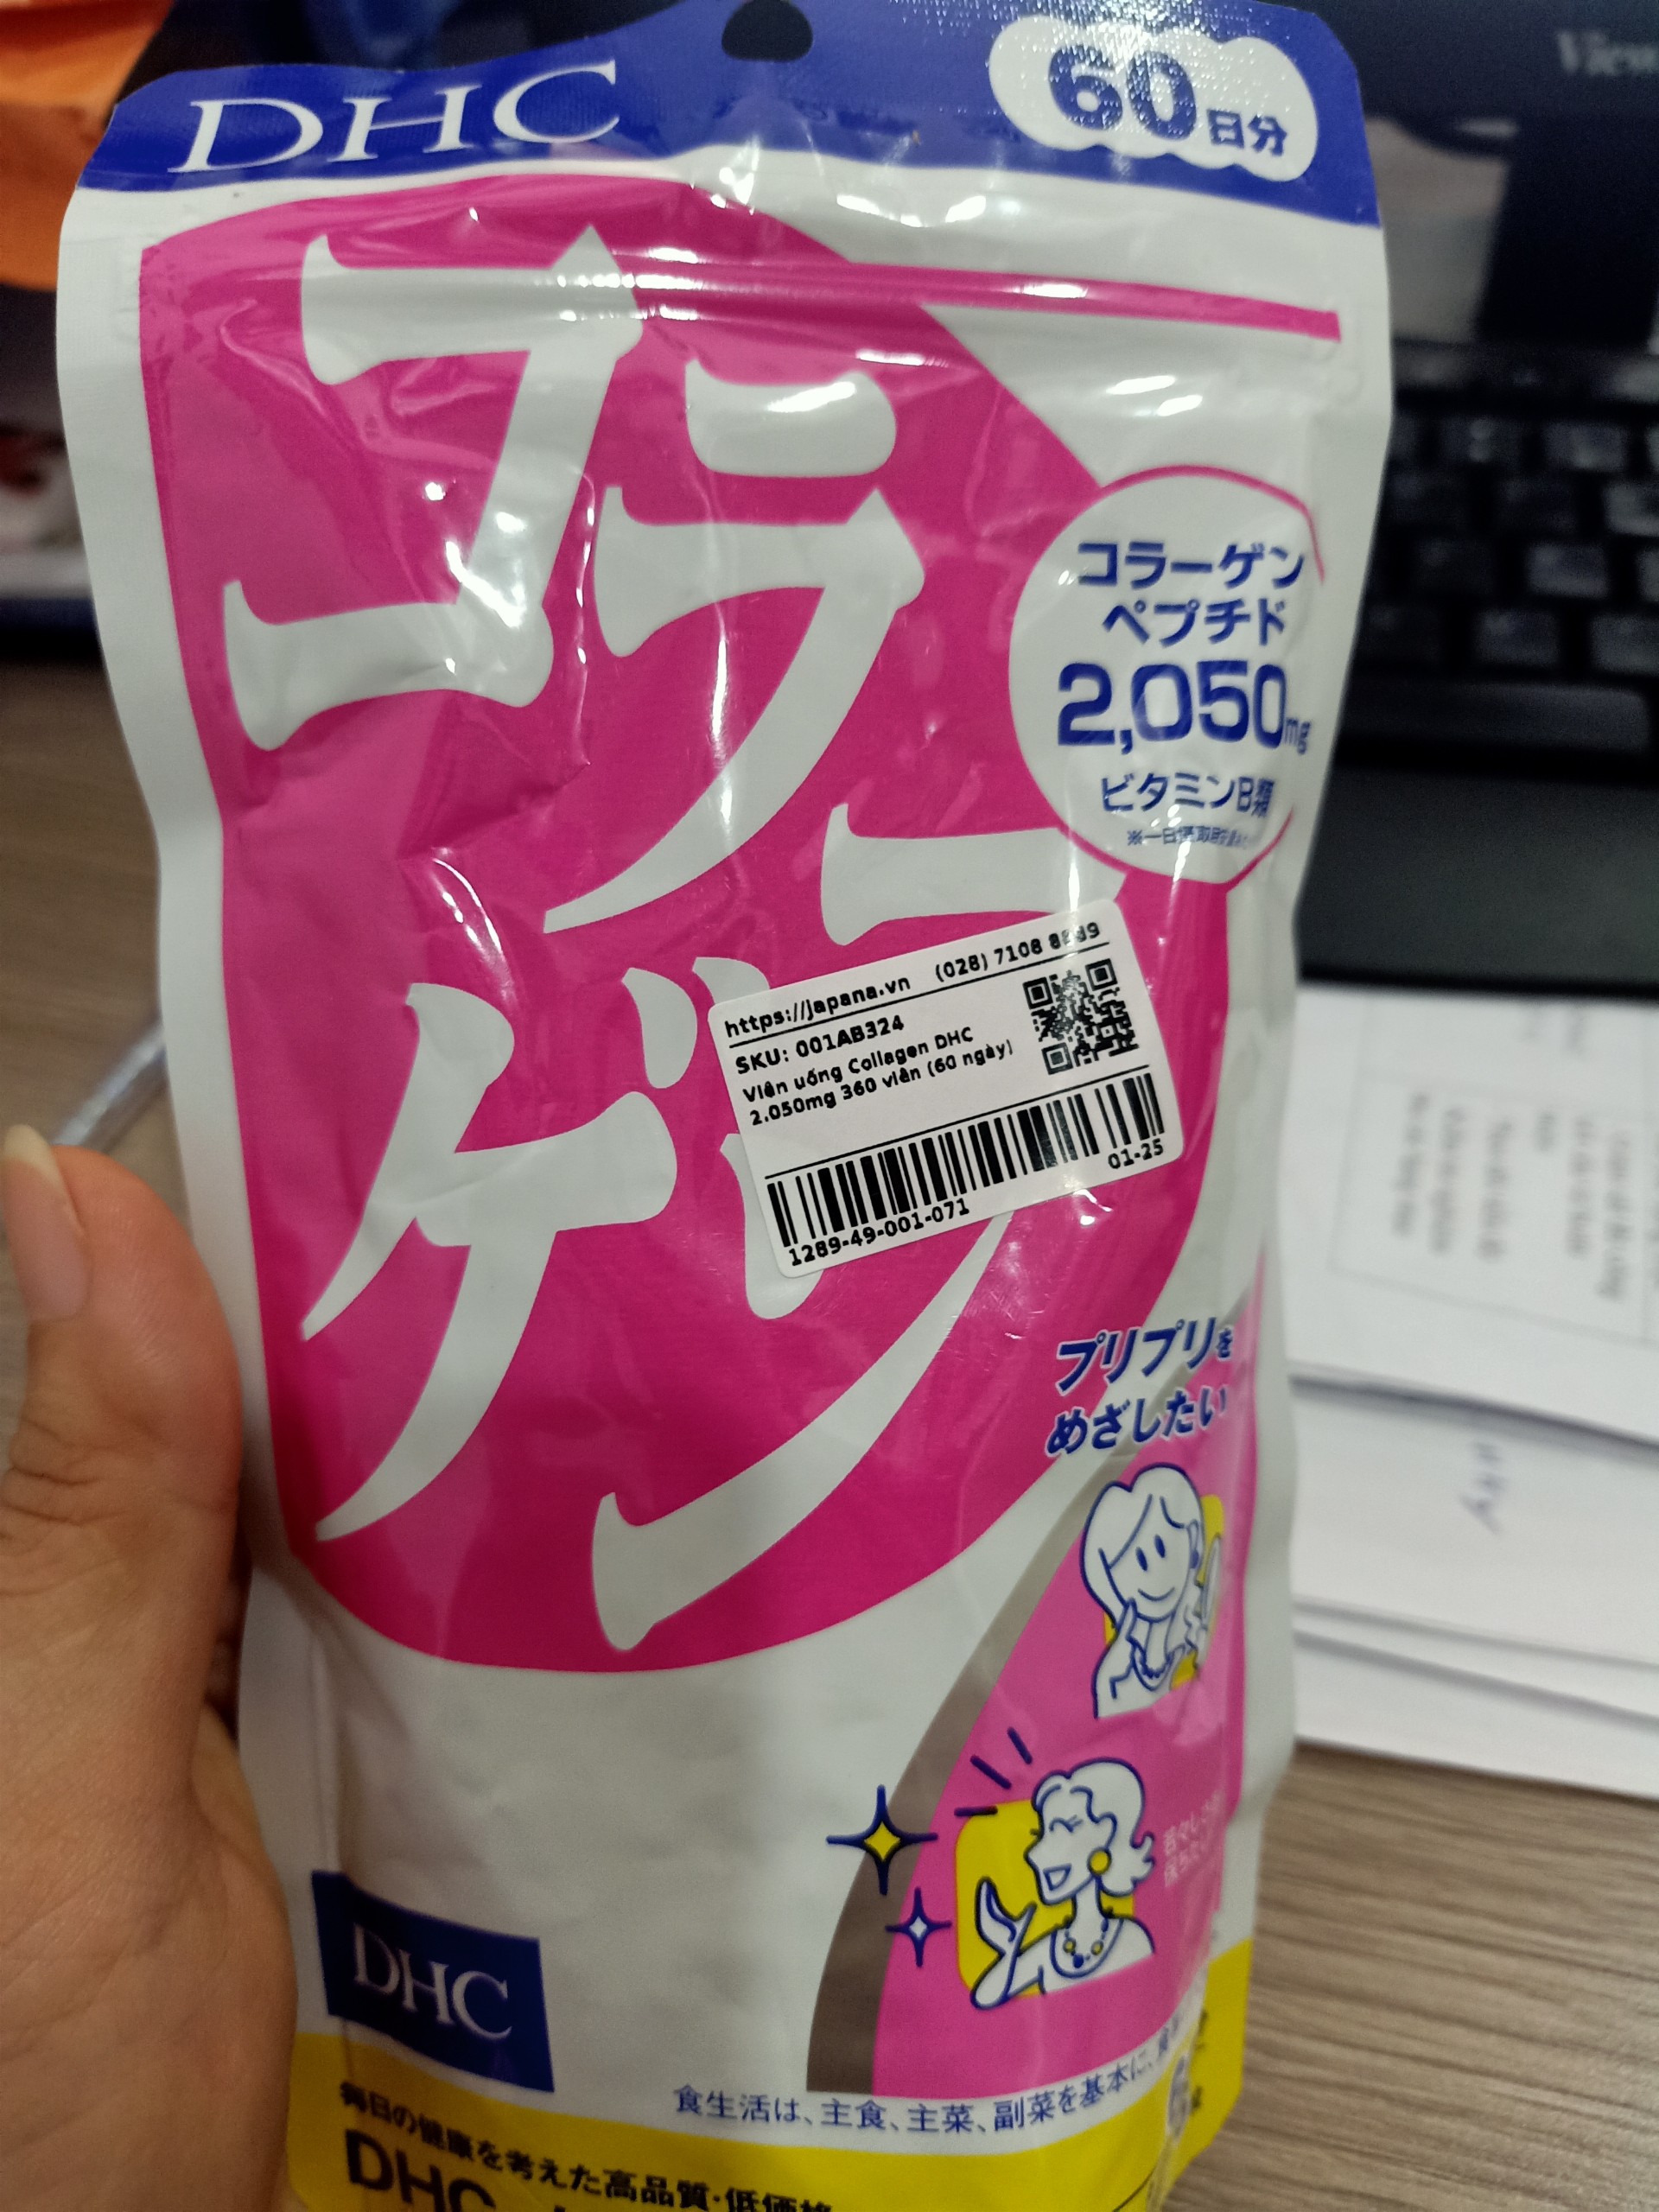 DHC
60日分
コラーゲン
コラーゲン
ペプチド
2,050mg
ビタミンB類
https://japana.vn
SKU: 001AB324
Viên uống Collagen DHC
2.050mg 360 viên (60 ngày)
01-25
1289-49-001-071
プリプリを
めざしたい
DHC
食生活は、主食、主菜、副菜を基本に、
毎日の健康を考えた高品質・低価格
DHC